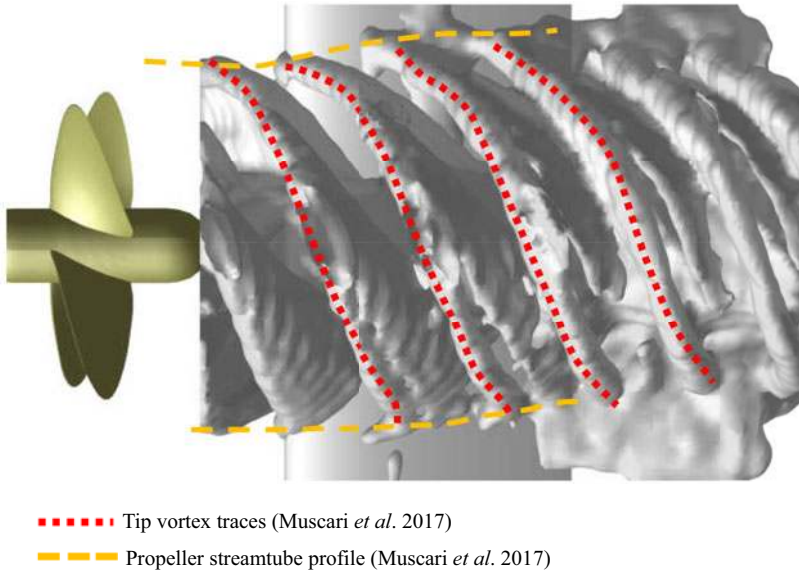 Tip vortex traces (Muscari et al. 2017)
Propeller streamtube profile (Muscari et al. 2017)